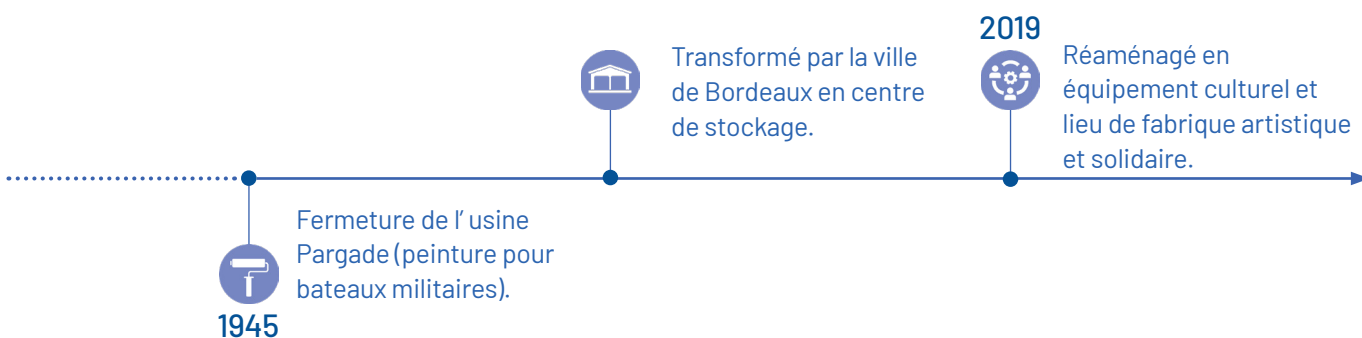 1945
Fermeture de l’ usine
Pargade (peinture pour
bateaux militaires).
Transformé par la ville
de Bordeaux en centre
de stockage.
2019
Réaménagé en
équipement culturel et
lieu de fabrique artistique
et solidaire.